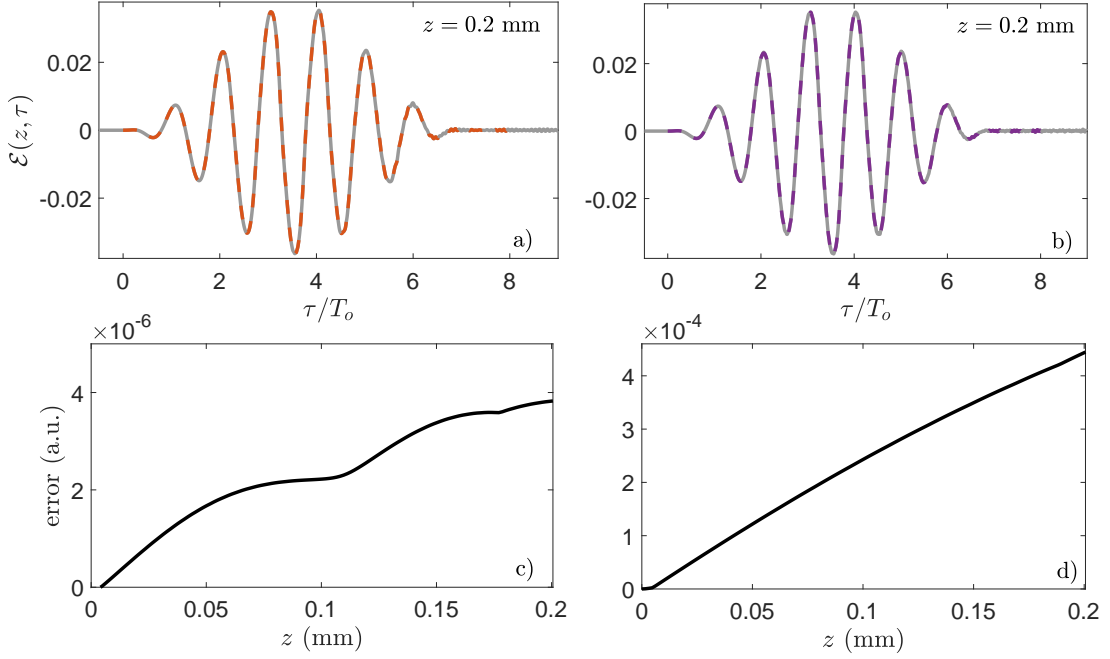 z = 0.2 mm
0.02
0
-0.02
ℰ(z, τ)
a)
0 2 4 6 8
τ/T_o
z = 0.2 mm
0.02
0
-0.02
b)
0 2 4 6 8
τ/T_o
×10⁻⁶
4
2
0
error (a.u.)
c)
0 0.05 0.1 0.15 0.2
z (mm)
×10⁻⁴
4
3
2
1
0
d)
0 0.05 0.1 0.15 0.2
z (mm)